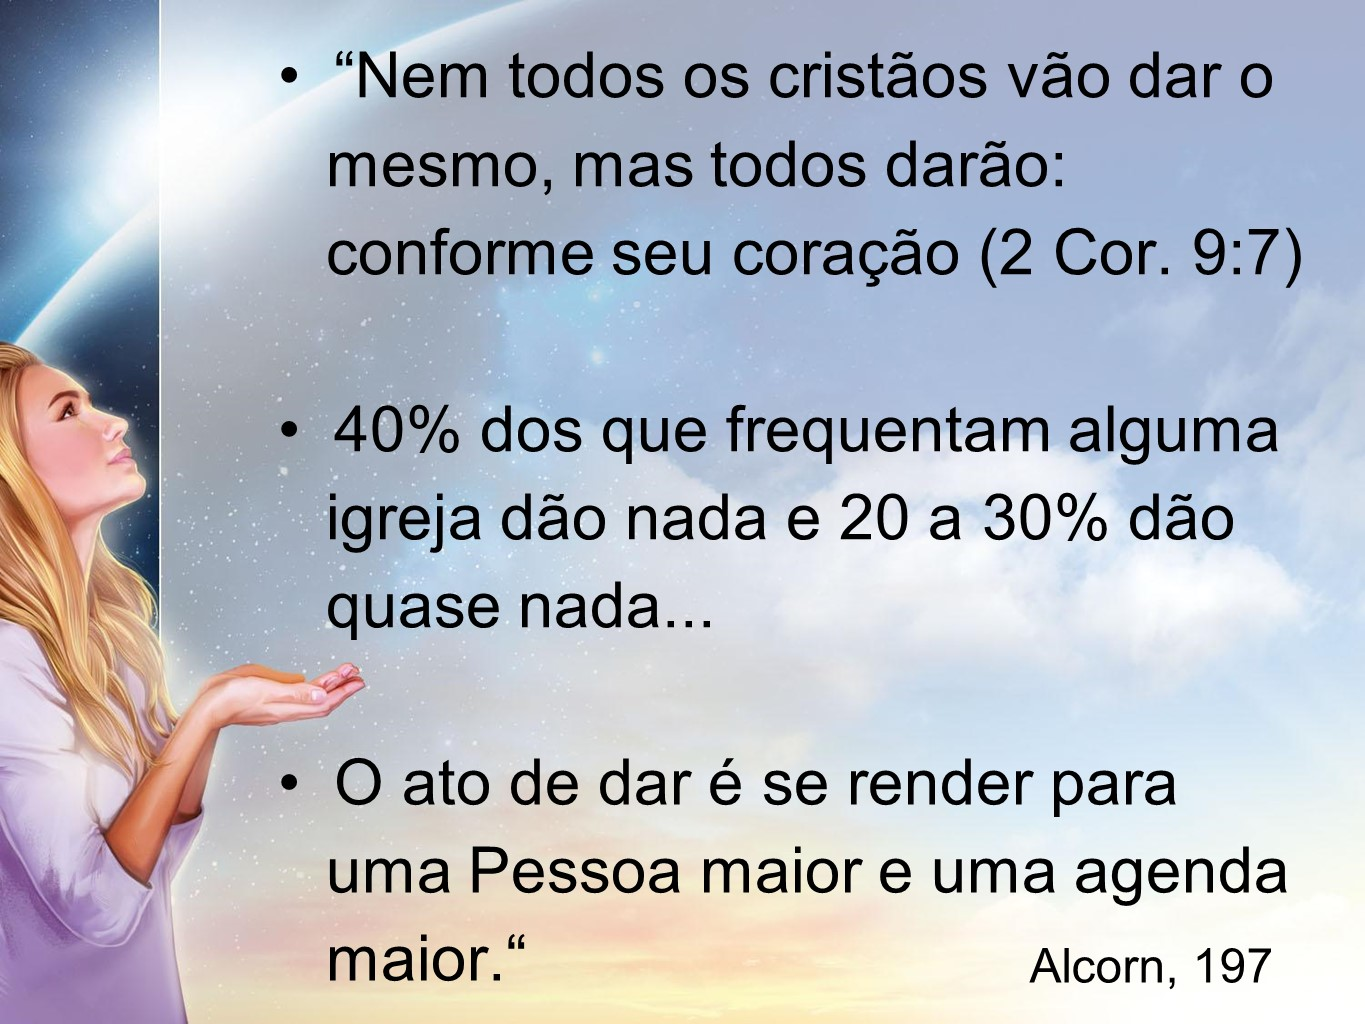 • “Nem todos os cristãos vão dar o
mesmo, mas todos darão:
conforme seu coração (2 Cor. 9:7)
• 40% dos que frequentam alguma
igreja dão nada e 20 a 30% dão
quase nada...
• O ato de dar é se render para
uma Pessoa maior e uma agenda
maior.“
Alcorn, 197